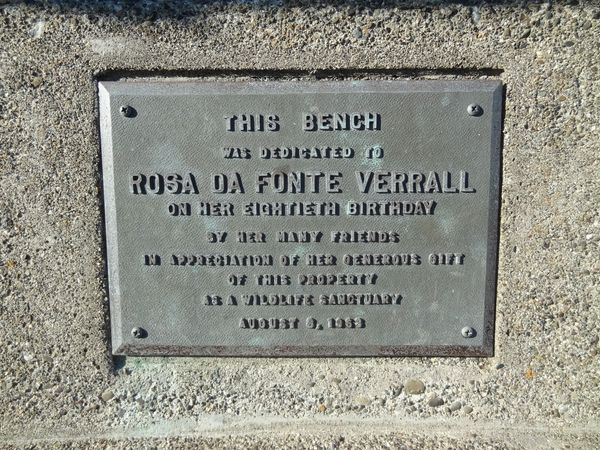 THIS BENCH
WAS DEDICATED TO
ROSA DA FONTE VERRALL
ON HER EIGHTIETH BIRTHDAY
BY HER MANY FRIENDS
IN APPRECIATION OF HER GENEROUS GIFT
OF THIS PROPERTY
AS A WILDLIFE SANCTUARY
AUGUST